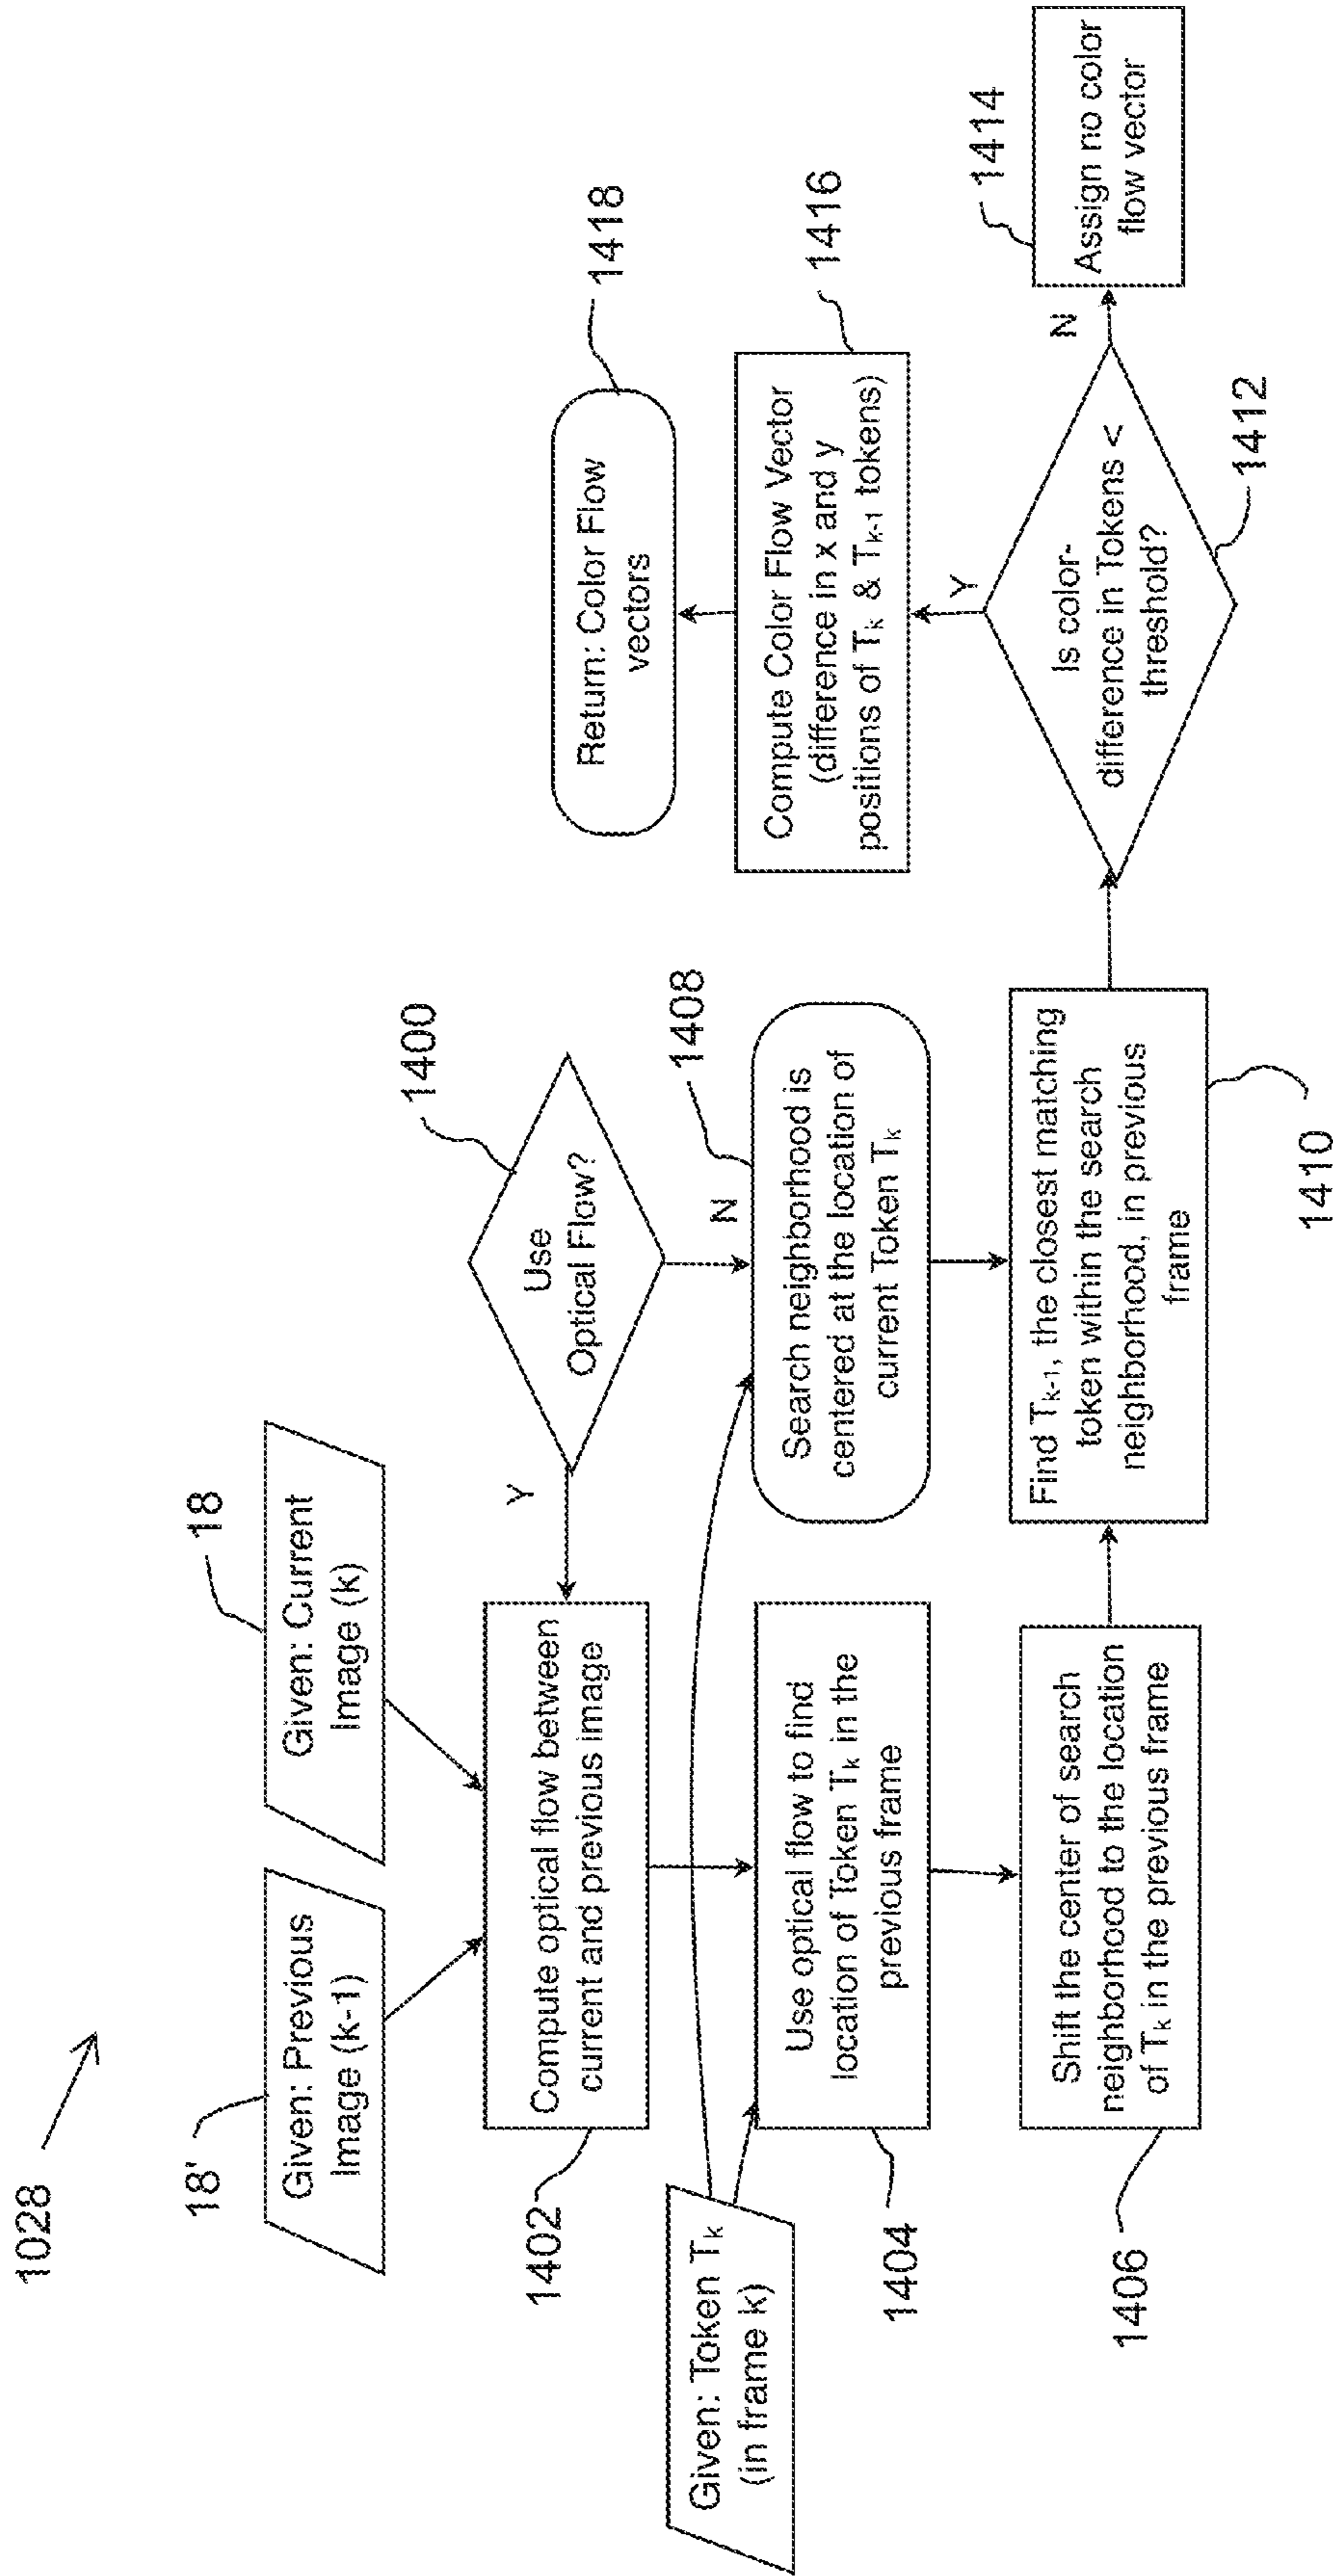 1028
18'
Given: Previous
Image (k-1)
18
Given: Current
Image (k)
1402
Compute optical flow between
current and previous image
Y
Use
Optical Flow?
1400
N
Given: Token Tk
(in frame k)
1404
Use optical flow to find
location of Token Tk in the
previous frame
Search neighborhood is
centered at the location of
current Token Tk
1408
1406
Shift the center of search
neighborhood to the location
of Tk in the previous frame
Find Tk-1, the closest matching
token within the search
neighborhood, in previous
frame
1410
Is color-
difference in Tokens <
threshold?
1412
Y
N
Assign no color
flow vector
1414
Compute Color Flow Vector
(difference in x and y
positions of Tk & Tk-1 tokens)
1416
Return: Color Flow
vectors
1418